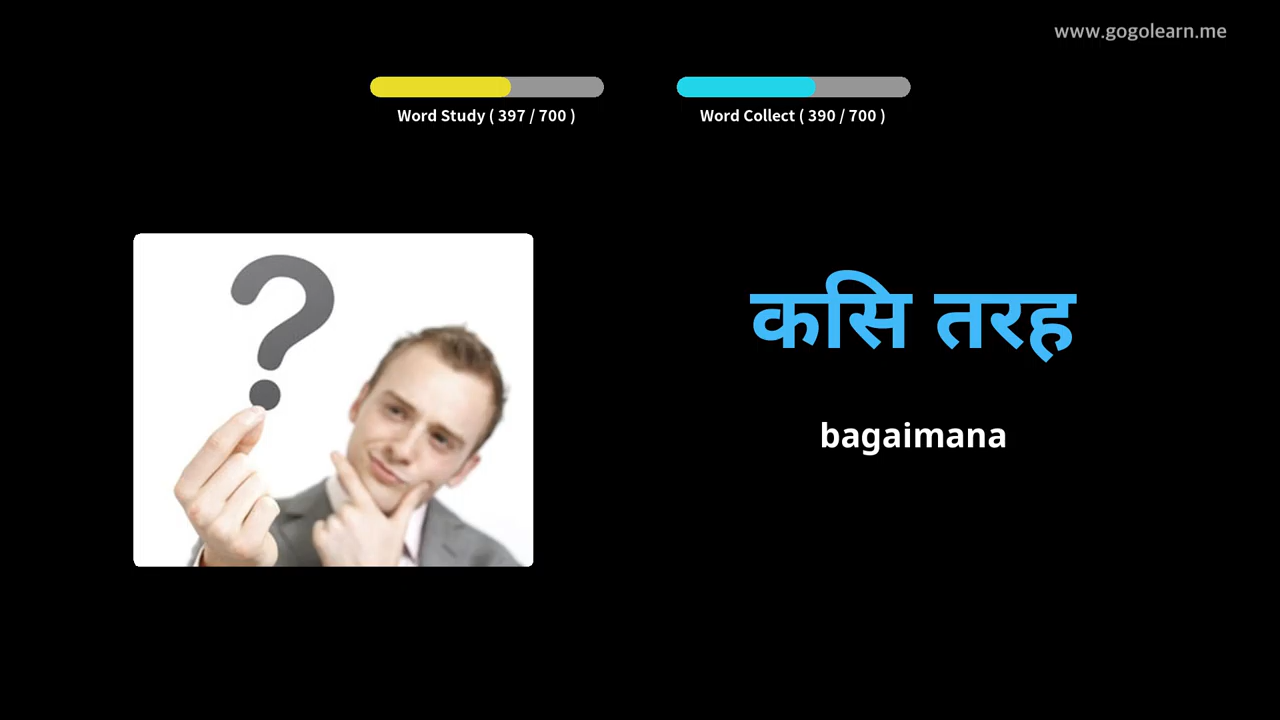 www.gogolearn.me
Word Study ( 397 / 700 )
Word Collect ( 390 / 700 )
कसि तरह
bagaimana